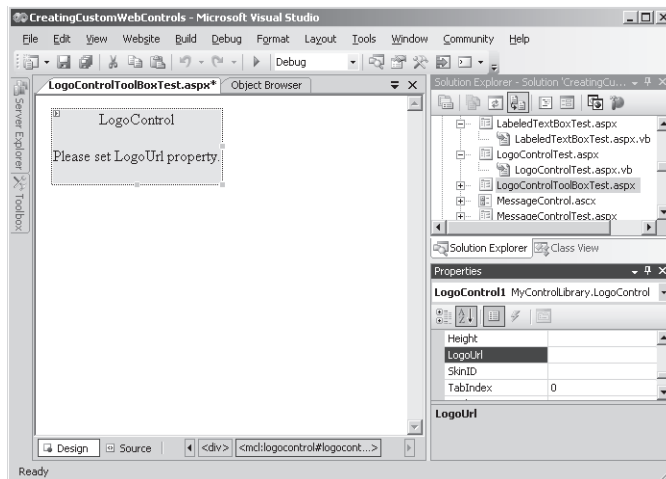 CreatingCustomWebControls - Microsoft Visual Studio
File Edit View Website Build Debug Format Layout Tools Window Community Help
Debug
Server Explorer
Toolbox
LogoControlToolBoxTest.aspx* Object Browser
LogoControl
Please set LogoUrl property.
Design Source <div> <mcl:logocontrol#logocont...>
Solution Explorer - Solution 'CreatingCu...
LabeledTextBoxTest.aspx
LabeledTextBoxTest.aspx.vb
LogoControlTest.aspx
LogoControlTest.aspx.vb
LogoControlToolBoxTest.aspx
MessageControl.ascx
MessageControlTest.aspx
Solution Explorer Class View
Properties
LogoControl1 MyControlLibrary.LogoControl
Height
LogoUrl
SkinID
TabIndex 0
LogoUrl
Ready